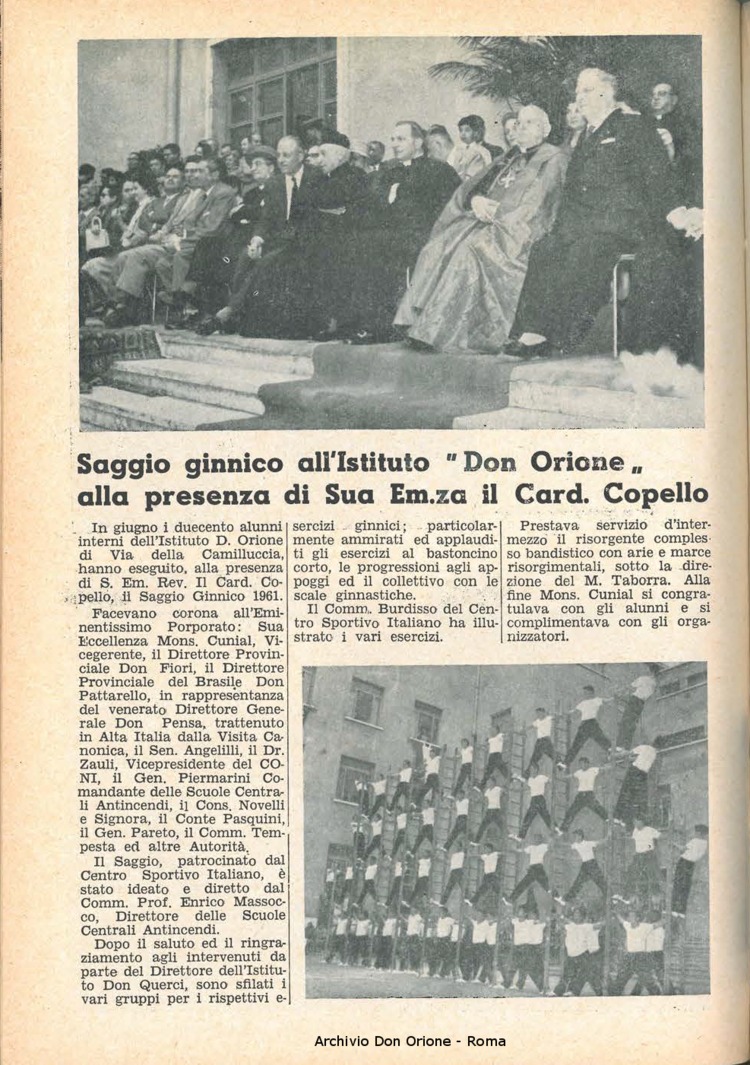 Saggio ginnico all'Istituto "Don Orione„
alla presenza di Sua Em.za il Card. Copello
In giugno i duecento alunni
interni dell'Istituto D. Orione
di Via della Camilluccia,
hanno eseguito, alla presenza
di S. Em. Rev. Il Card. Co-
pello, il Saggio Ginnico 1961.
Facevano corona all'Emi-
nentissimo Porporato: Sua
Eccellenza Mons. Cunial, Vi-
cegerente, il Direttore Provin-
ciale Don Fiori, il Direttore
Provinciale del Brasile Don
Pattarello, in rappresentanza
del venerato Direttore Gene-
rale Don Pensa, trattenuto
in Alta Italia dalla Visita Ca-
nonica, il Sen. Angelilli, il Dr.
Zauli, Vicepresidente del CO-
NI, il Gen. Piermarini Co-
mandante delle Scuole Centra-
li Antincendi, il Cons. Novelli
e Signora, il Conte Pasquini,
il Gen. Pareto, il Comm. Tem-
pesta ed altre Autorità.
Il Saggio, patrocinato dal
Centro Sportivo Italiano, è
stato ideato e diretto dal
Comm. Prof. Enrico Massoc-
co, Direttore delle Scuole
Centrali Antincendi.
Dopo il saluto ed il ringra-
ziamento agli intervenuti da
parte del Direttore dell'Istitu-
to Don Querci, sono sfilati i
vari gruppi per i rispettivi e-
sercizi ginnici; particolar-
mente ammirati ed applaudi-
ti gli esercizi al bastoncino
corto, le progressioni agli ap-
poggi ed il collettivo con le
scale ginnastiche.
Il Comm. Burdisso del Cen-
tro Sportivo Italiano ha illu-
strato i vari esercizi.
Prestava servizio d'inter-
mezzo il risorgente comples-
so bandistico con arie e marce
risorgimentali, sotto la dire-
zione del M. Taborra. Alla
fine Mons. Cunial si congra-
tulava con gli alunni e si
complimentava con gli orga-
nizzatori.
Archivio Don Orione - Roma